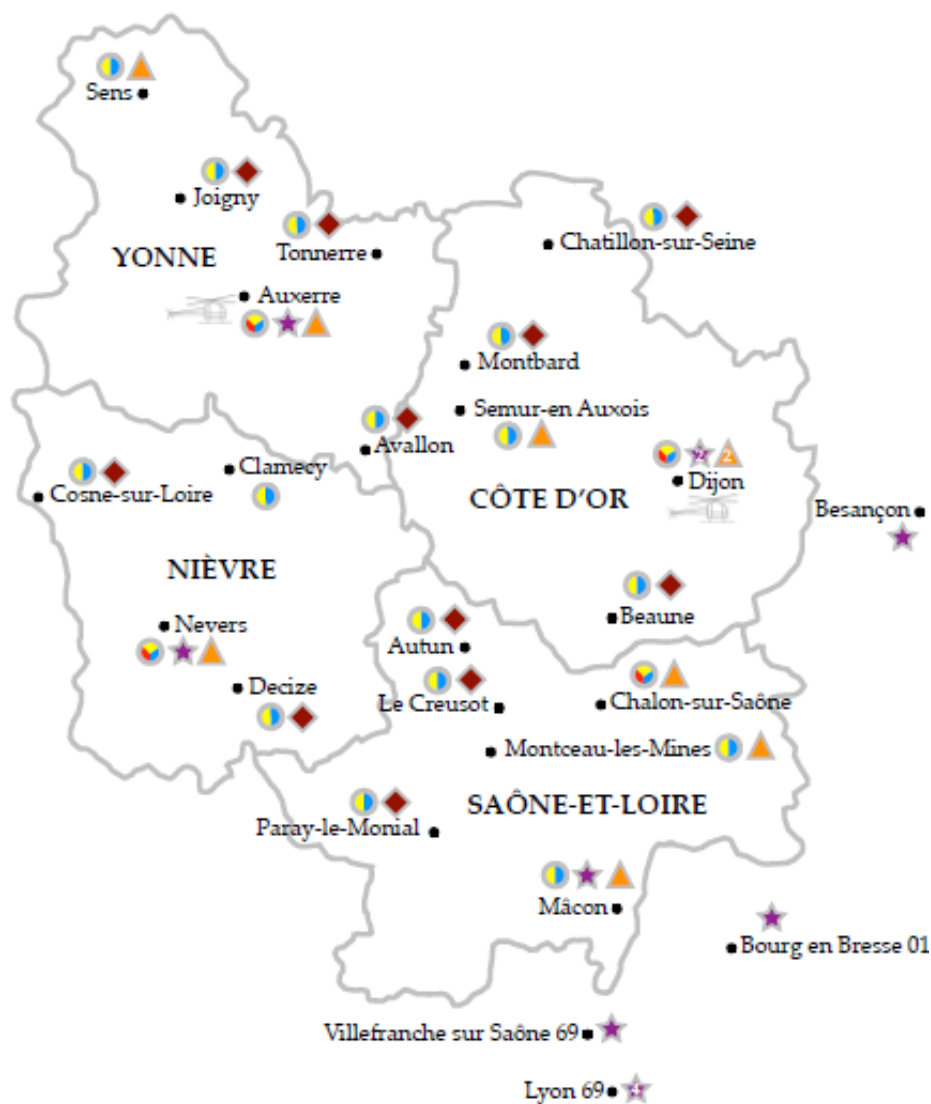 Sens
Joigny
Tonnerre
Chatillon-sur-Seine
YONNE
Auxerre
Montbard
Semur-en Auxois
Avallon
Clamecy
Cosne-sur-Loire
2
Dijon
CÔTE D'OR
Besançon
NIÈVRE
Nevers
Beaune
Autun
Decize
Le Creusot
Chalon-sur-Saône
Montceau-les-Mines
SAÔNE-ET-LOIRE
Paray-le-Monial
Mâcon
Bourg en Bresse 01
Villefranche sur Saône 69
Lyon 69